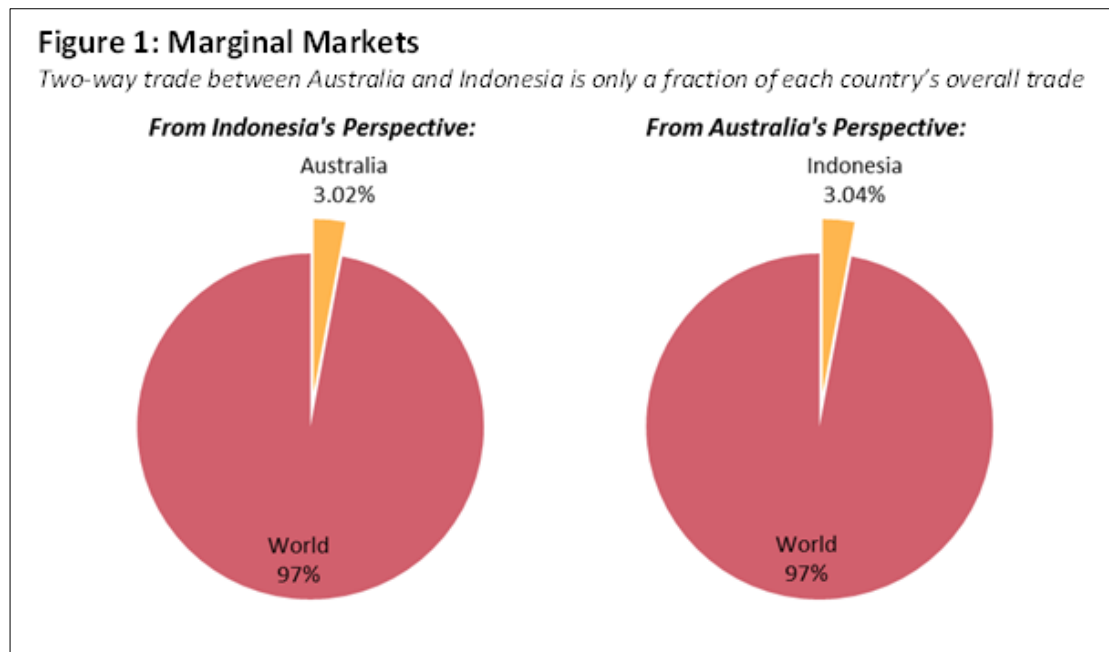 Figure 1: Marginal Markets
Two-way trade between Australia and Indonesia is only a fraction of each country's overall trade
From Indonesia's Perspective:
Australia
3.02%
World
97%
From Australia's Perspective:
Indonesia
3.04%
World
97%